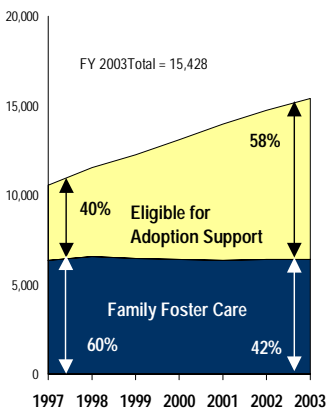 20,000
FY 2003Total = 15,428
15,000
58%
10,000
40%
Eligible for
Adoption Support
5,000
Family Foster Care
60%
42%
0
1997 1998 1999 2000 2001 2002 2003